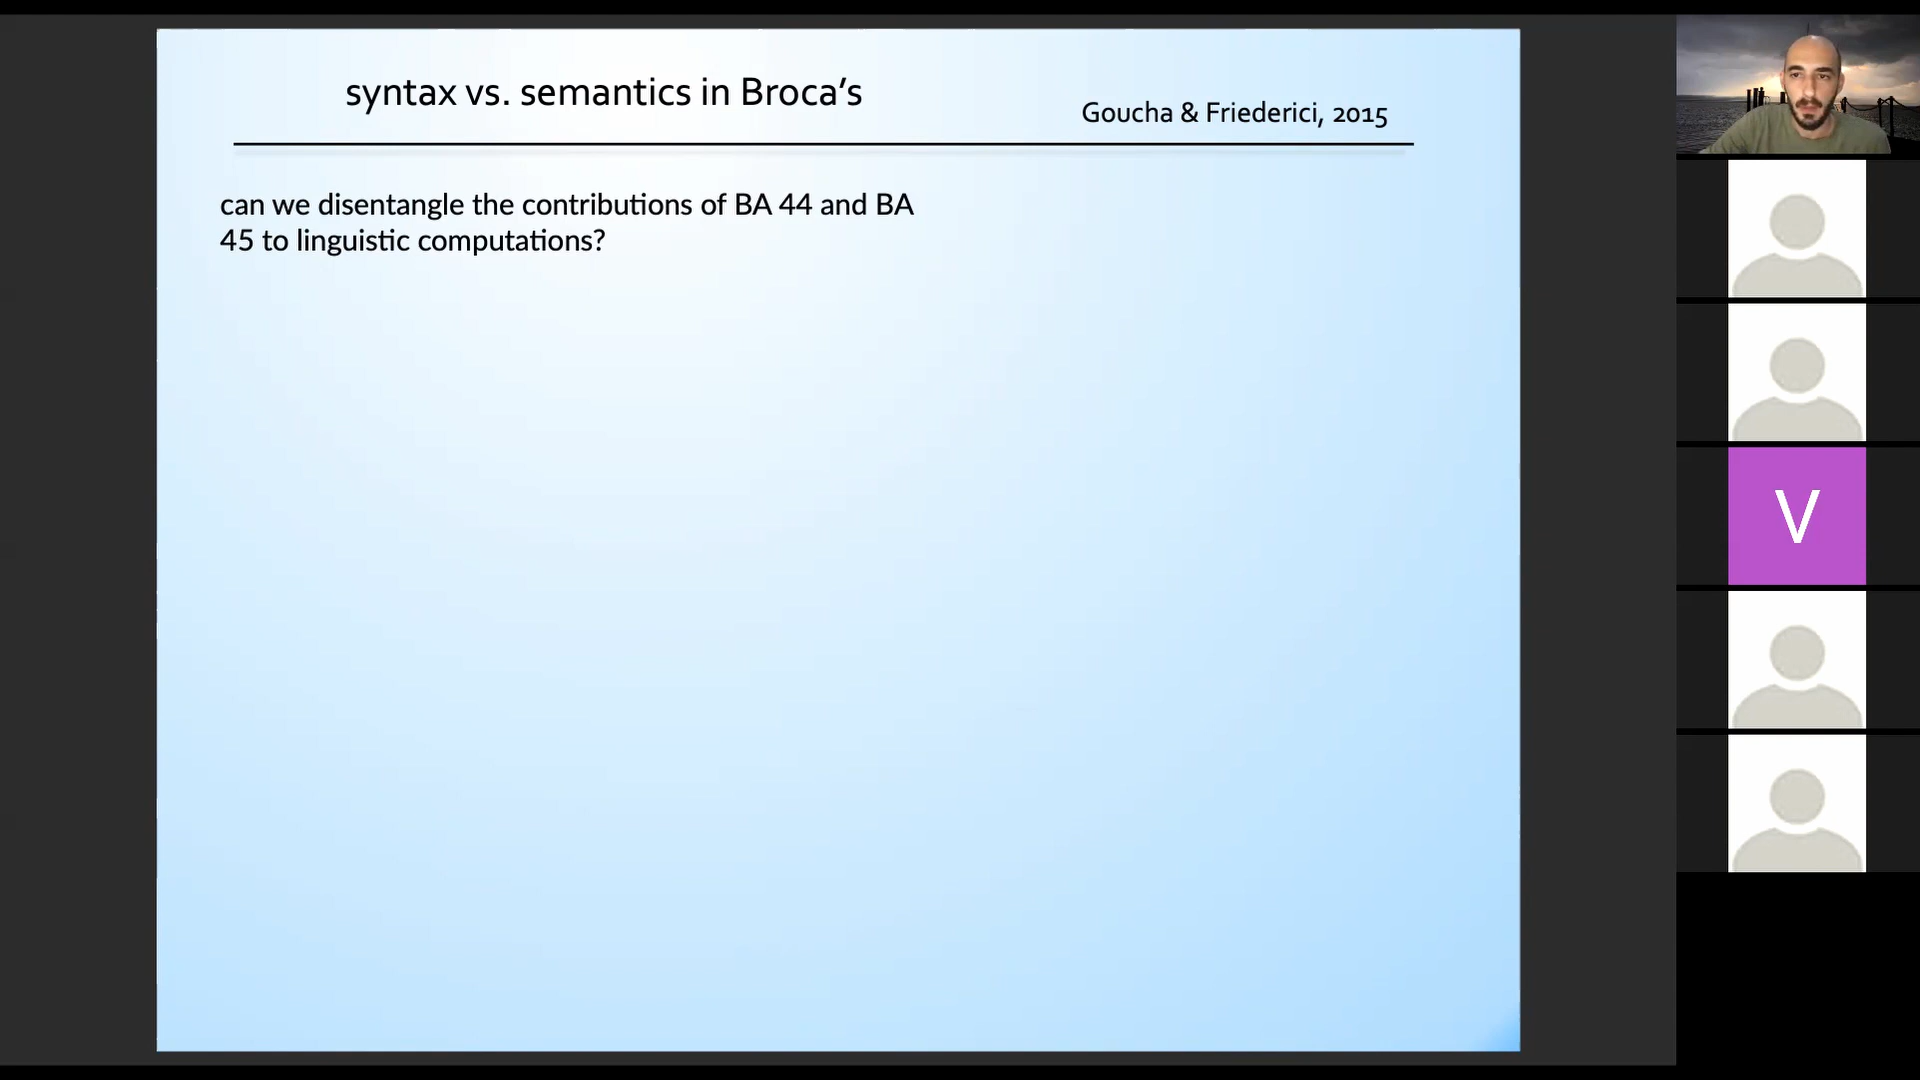 syntax vs. semantics in Broca’s
Goucha & Friederici, 2015
can we disentangle the contributions of BA 44 and BA
45 to linguistic computations?
V